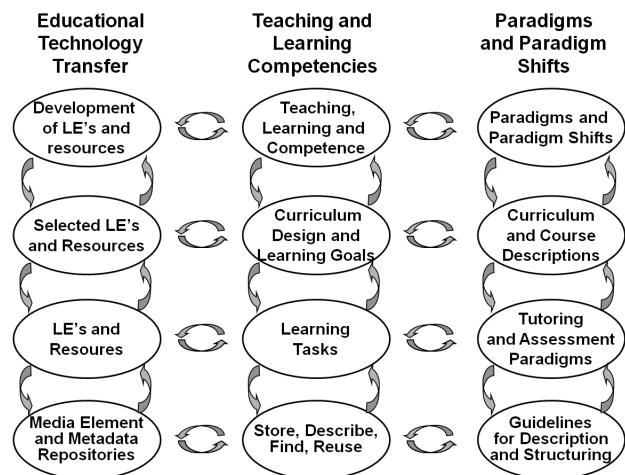 Educational
Technology
Transfer
Teaching and
Learning
Competencies
Paradigms
and Paradigm
Shifts
Development
of LE's and
resources
Teaching,
Learning and
Competence
Paradigms and
Paradigm Shifts
Selected LE's
and Resources
Curriculum
Design and
Learning Goals
Curriculum
and Course
Descriptions
LE's and
Resoures
Learning
Tasks
Tutoring
and Assessment
Paradigms
Media Element
and Metadata
Repositories
Store, Describe,
Find, Reuse
Guidelines
for Description
and Structuring